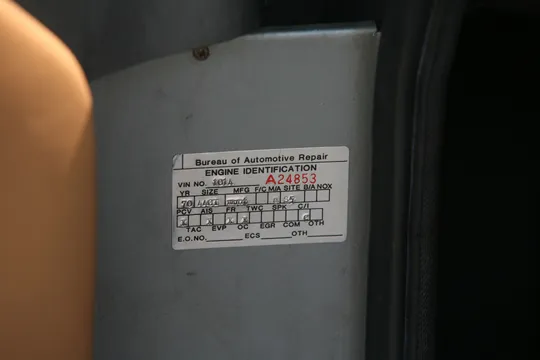 Bureau of Automotive Repair
ENGINE IDENTIFICATION
VIN NO. A24853
YR SIZE MFG F/C M/A SITE B/A NOX
70
PCV AIS FR TWC SPK C/I
X X X X C
TAC EVP OC EGR COM OTH
E.O.NO. ECS OTH